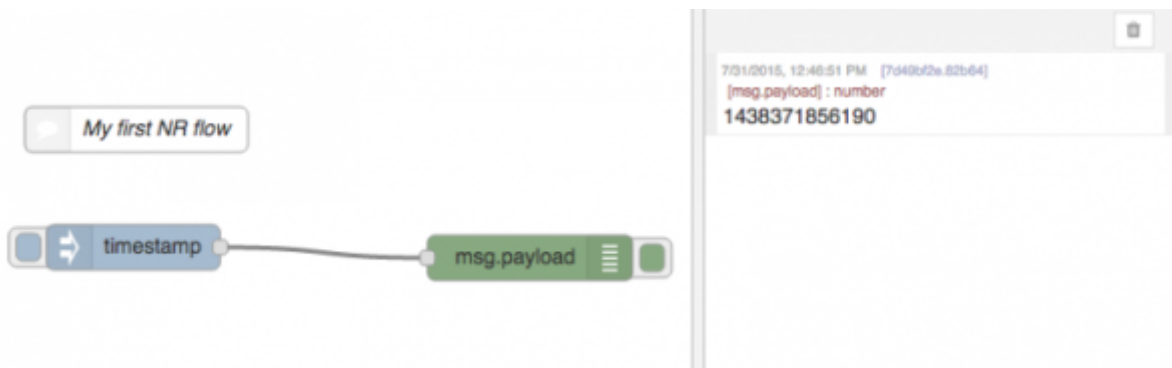 My first NR flow
timestamp
msg.payload
7/31/2015, 12:46:51 PM [7d49bf2e.82b64]
[msg.payload] : number
1438371856190